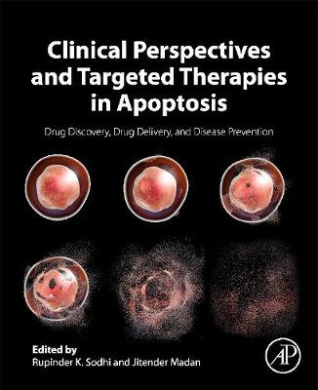 Clinical Perspectives
and Targeted Therapies
in Apoptosis
Drug Discovery, Drug Delivery, and Disease Prevention
Edited by
Rupinder K. Sodhi and Jitender Madan
AP